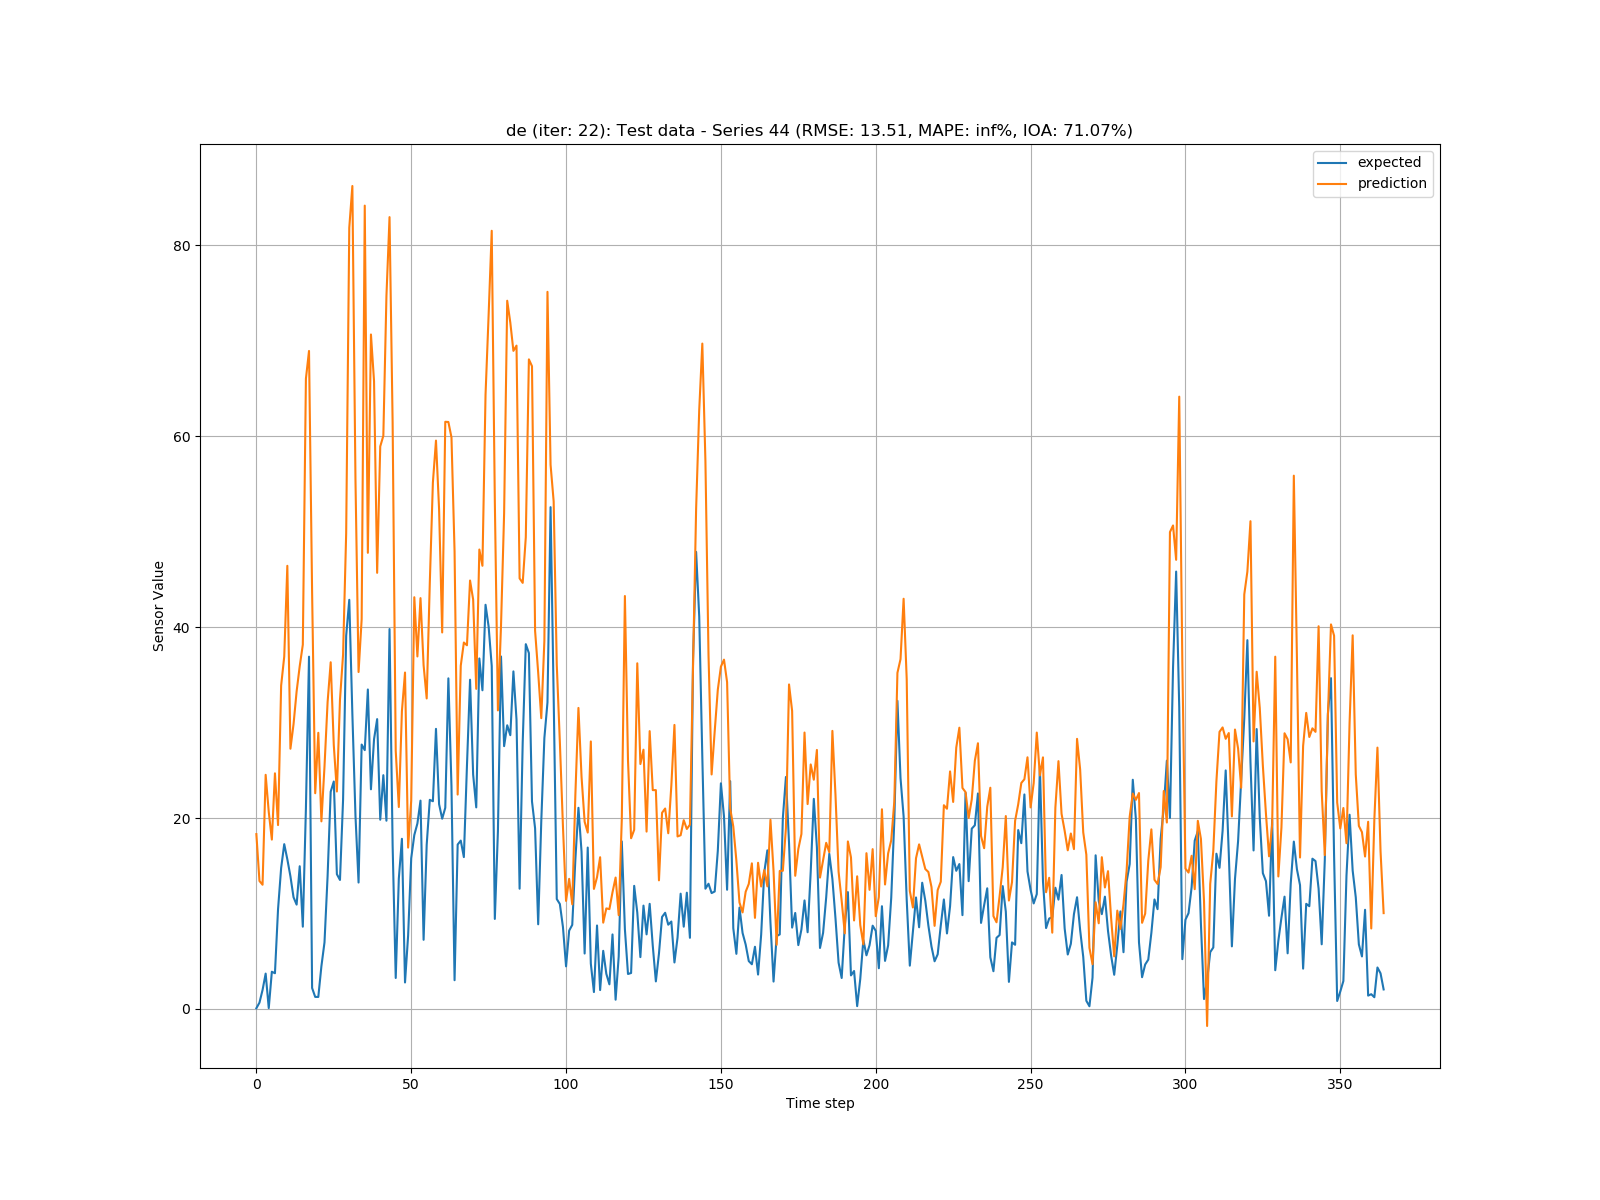 de (iter: 22): Test data - Series 44 (RMSE: 13.51, MAPE: inf%, IOA: 71.07%)
expected
prediction
80
60
40
20
0
Sensor Value
0 50 100 150 200 250 300 350
Time step